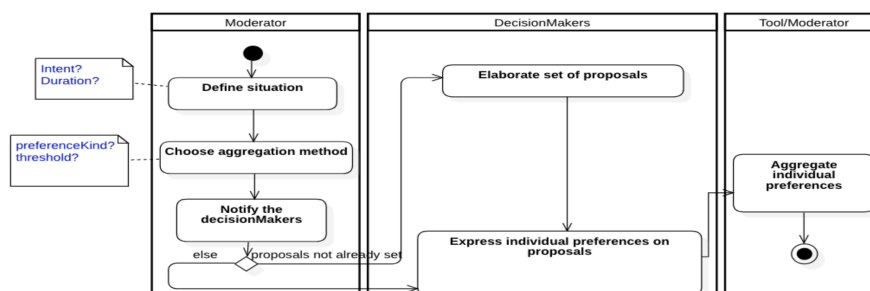 Moderator
DecisionMakers
Tool/Moderator
Intent?
Duration?
Define situation
Elaborate set of proposals
preferenceKind?
threshold?
Choose aggregation method
Aggregate
individual
preferences
Notify the
decisionMakers
Express individual preferences on
proposals
else
proposals not already set